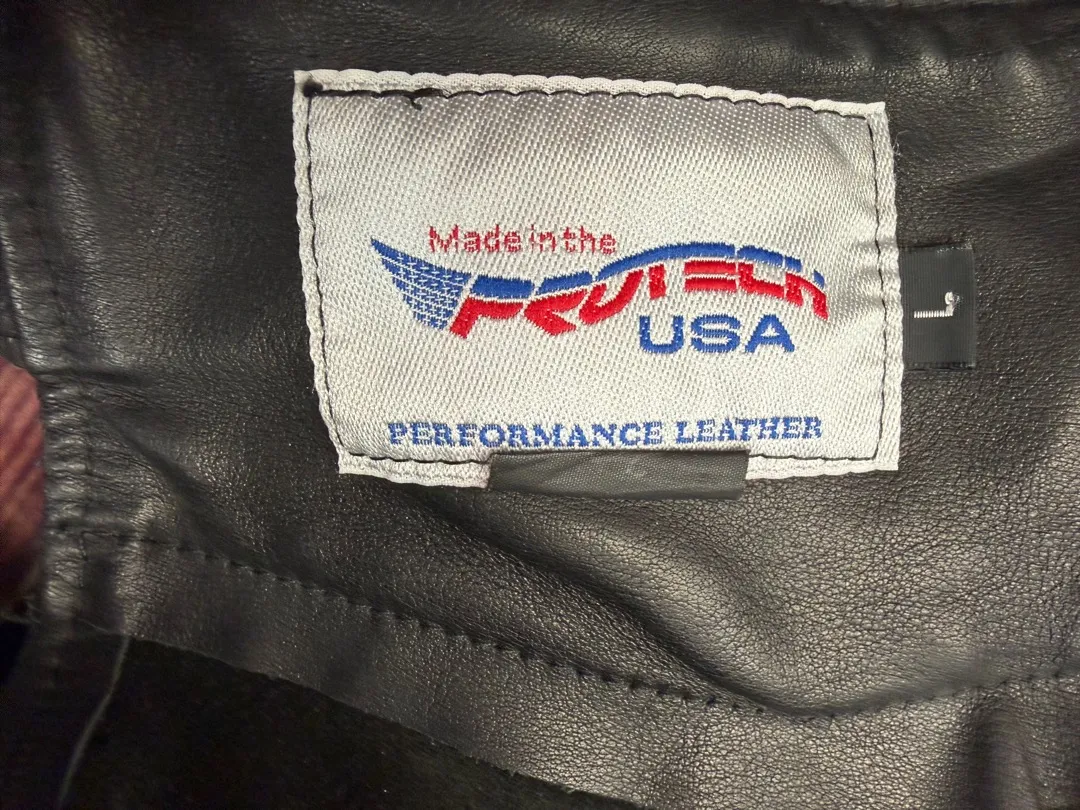 Made in the
PROTECH
USA
PERFORMANCE LEATHER
L